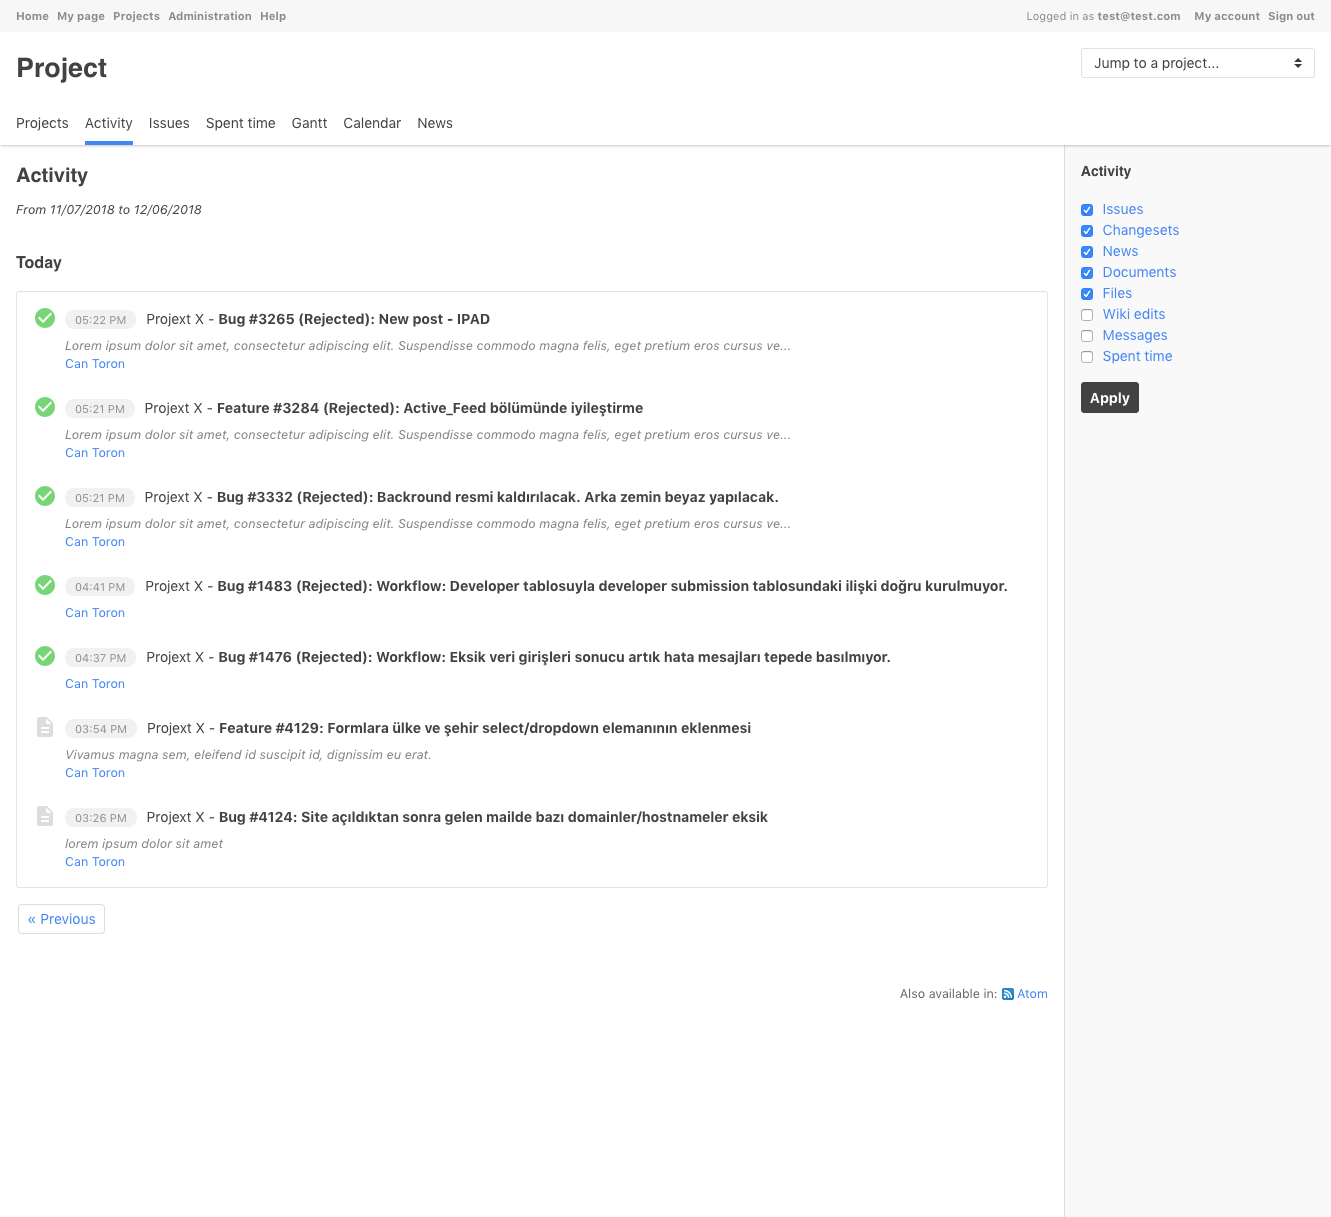 Home My page Projects Administration Help
Logged in as test@test.com My account Sign out
Project
Jump to a project...
Projects Activity Issues Spent time Gantt Calendar News
Activity
From 11/07/2018 to 12/06/2018
Today
05:22 PM Projext X - Bug #3265 (Rejected): New post - IPAD
Lorem ipsum dolor sit amet, consectetur adipiscing elit. Suspendisse commodo magna felis, eget pretium eros cursus ve...
Can Toron
05:21 PM Projext X - Feature #3284 (Rejected): Active_Feed bölümünde iyileştirme
Lorem ipsum dolor sit amet, consectetur adipiscing elit. Suspendisse commodo magna felis, eget pretium eros cursus ve...
Can Toron
05:21 PM Projext X - Bug #3332 (Rejected): Backround resmi kaldırılacak. Arka zemin beyaz yapılacak.
Lorem ipsum dolor sit amet, consectetur adipiscing elit. Suspendisse commodo magna felis, eget pretium eros cursus ve...
Can Toron
04:41 PM Projext X - Bug #1483 (Rejected): Workflow: Developer tablosuyla developer submission tablosundaki ilişki doğru kurulmuyor.
Can Toron
04:37 PM Projext X - Bug #1476 (Rejected): Workflow: Eksik veri girişleri sonucu artık hata mesajları tepede basılmıyor.
Can Toron
03:54 PM Projext X - Feature #4129: Formlara ülke ve şehir select/dropdown elemanının eklenmesi
Vivamus magna sem, eleifend id suscipit id, dignissim eu erat.
Can Toron
03:26 PM Projext X - Bug #4124: Site açıldıktan sonra gelen mailde bazı domainler/hostnameler eksik
lorem ipsum dolor sit amet
Can Toron
« Previous
Also available in: Atom
Activity
Issues
Changesets
News
Documents
Files
Wiki edits
Messages
Spent time
Apply